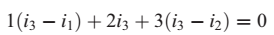 1(i₃ − i₁) + 2i₃ + 3(i₃ − i₂) = 0